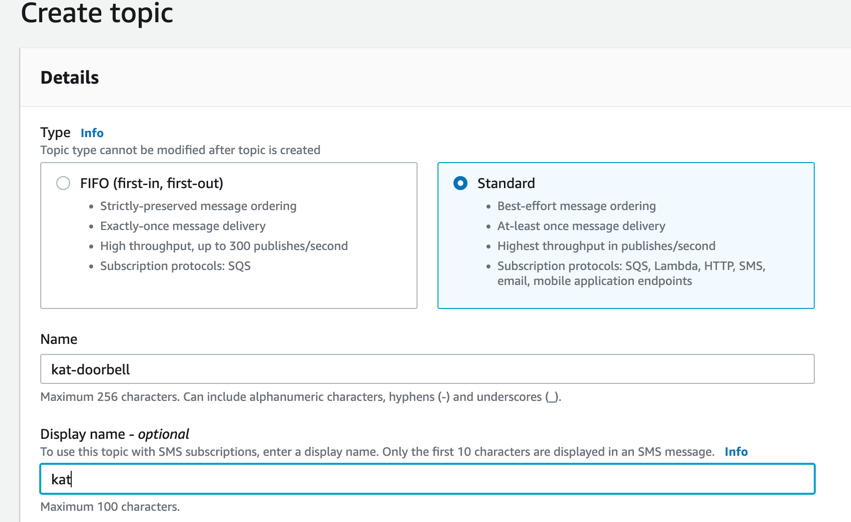 Create topic
Details
Type Info
Topic type cannot be modified after topic is created
FIFO (first-in, first-out)
• Strictly-preserved message ordering
• Exactly-once message delivery
• High throughput, up to 300 publishes/second
• Subscription protocols: SQS
Standard
• Best-effort message ordering
• At-least once message delivery
• Highest throughput in publishes/second
• Subscription protocols: SQS, Lambda, HTTP, SMS,
email, mobile application endpoints
Name
kat-doorbell
Maximum 256 characters. Can include alphanumeric characters, hyphens (-) and underscores (_).
Display name - optional
To use this topic with SMS subscriptions, enter a display name. Only the first 10 characters are displayed in an SMS message. Info
kat
Maximum 100 characters.